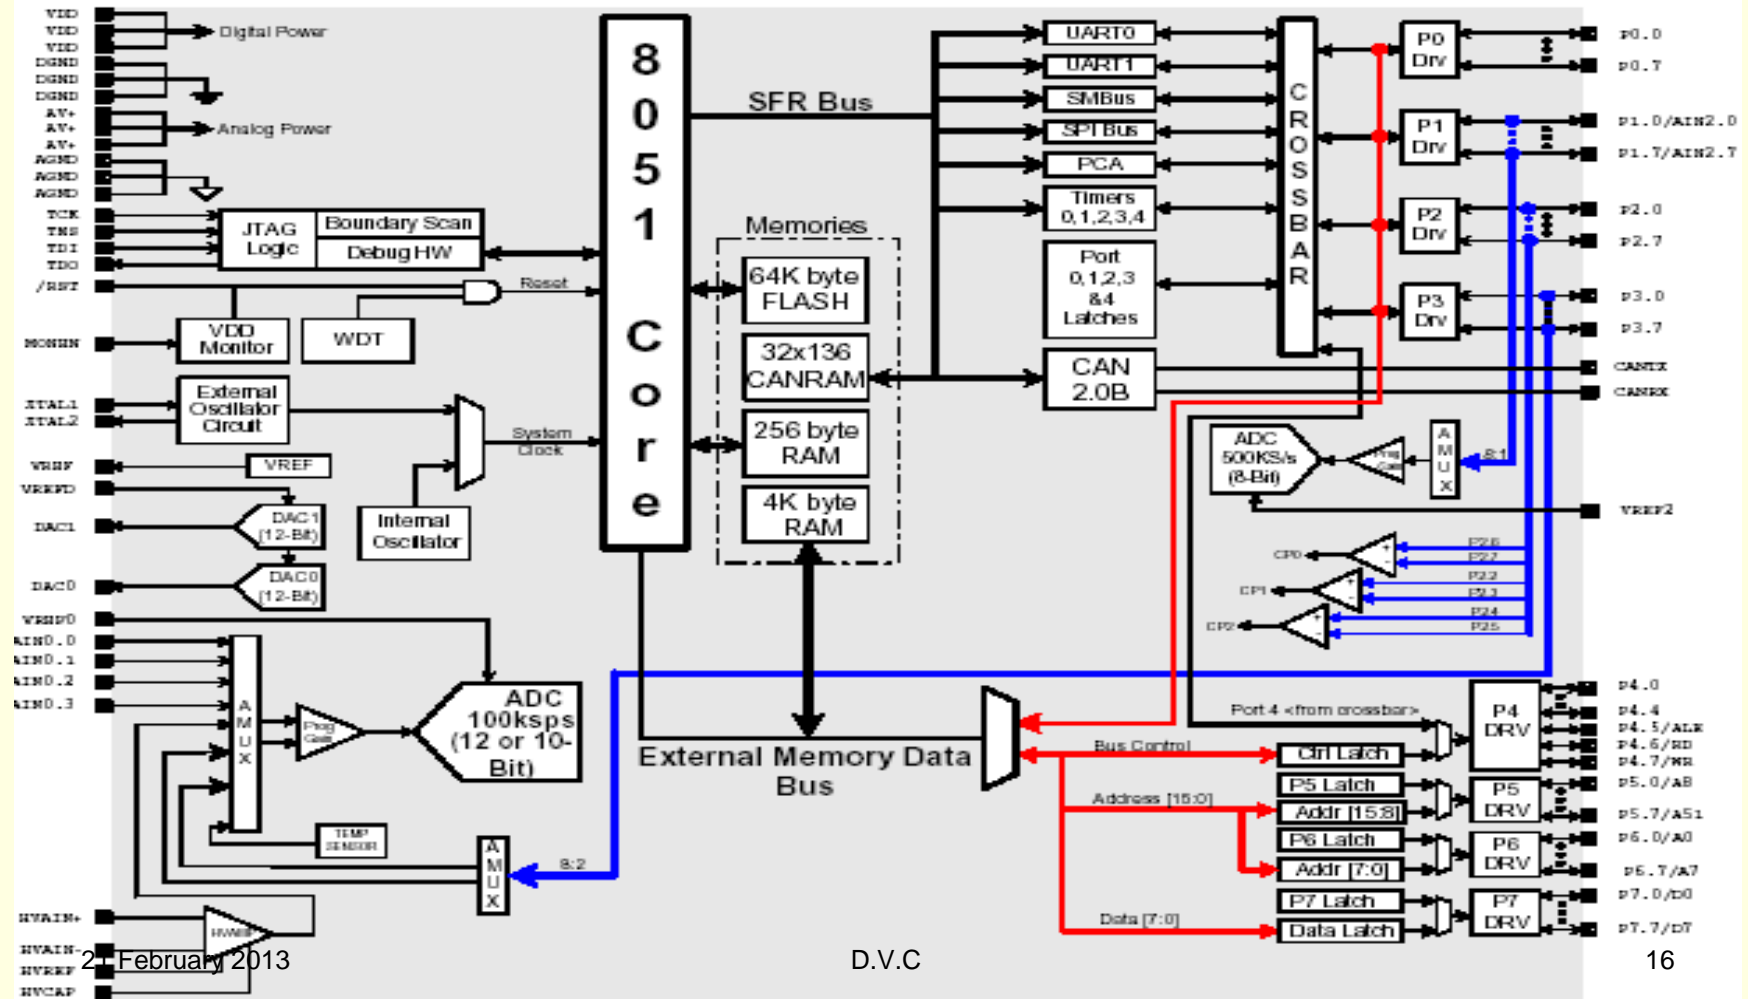 VDD
VDD
VDD
Digital Power
DGND
DGND
DGND
AV+
AV+
AV+
Analog Power
AGND
AGND
AGND
TCK
TMS
TDI
TDO
JTAG
Logic
Boundary Scan
Debug HW
/RST
Reset
MONEN
VDD
Monitor
WDT
XTAL1
XTAL2
External
Oscillator
Circuit
System
Clock
Internal
Oscillator
VREF
VREF
VREFD
DAC1
DAC1
(12-Bit)
DAC0
DAC0
(12-Bit)
VREF0
AIN0.0
AIN0.1
AIN0.2
AIN0.3
AMUX
Prog
Gain
ADC
100ksps
(12 or 10-
Bit)
TEMP
SENSOR
AMUX
8:2
HVAIN+
HVAIN-
HVREF
HVCAP
8051 Core
SFR Bus
Memories
64K byte
FLASH
32x136
CANRAM
256 byte
RAM
4K byte
RAM
External Memory Data
Bus
UART0
UART1
SMBus
SPI Bus
PCA
Timers
0,1,2,3,4
Port
0,1,2,3
&4
Latches
CAN
2.0B
CROSSBAR
P0
Drv
P1
Drv
P2
Drv
P3
Drv
P0.0
P0.7
P1.0/AIN2.0
P1.7/AIN2.7
P2.0
P2.7
P3.0
P3.7
CANTX
CANRX
ADC
500KS/s
(8-Bit)
Prog
Gain
AMUX
8:1
VREF2
CP0
P2.6
P2.7
CP1
P2.2
P2.3
CP2
P2.4
P2.5
Port 4 <from crossbar>
Bus Control
Ctrl Latch
Address [15:0]
P5 Latch
Addr [15:8]
P6 Latch
Addr [7:0]
P7 Latch
Data [7:0]
Data Latch
P4
DRV
P5
DRV
P6
DRV
P7
DRV
P4.0
P4.4
P4.5/ALE
P4.6/RD
P4.7/WR
P5.0/A8
P5.7/A51
P6.0/A0
P6.7/A7
P7.0/D0
P7.7/D7
21 February 2013
D.V.C
16